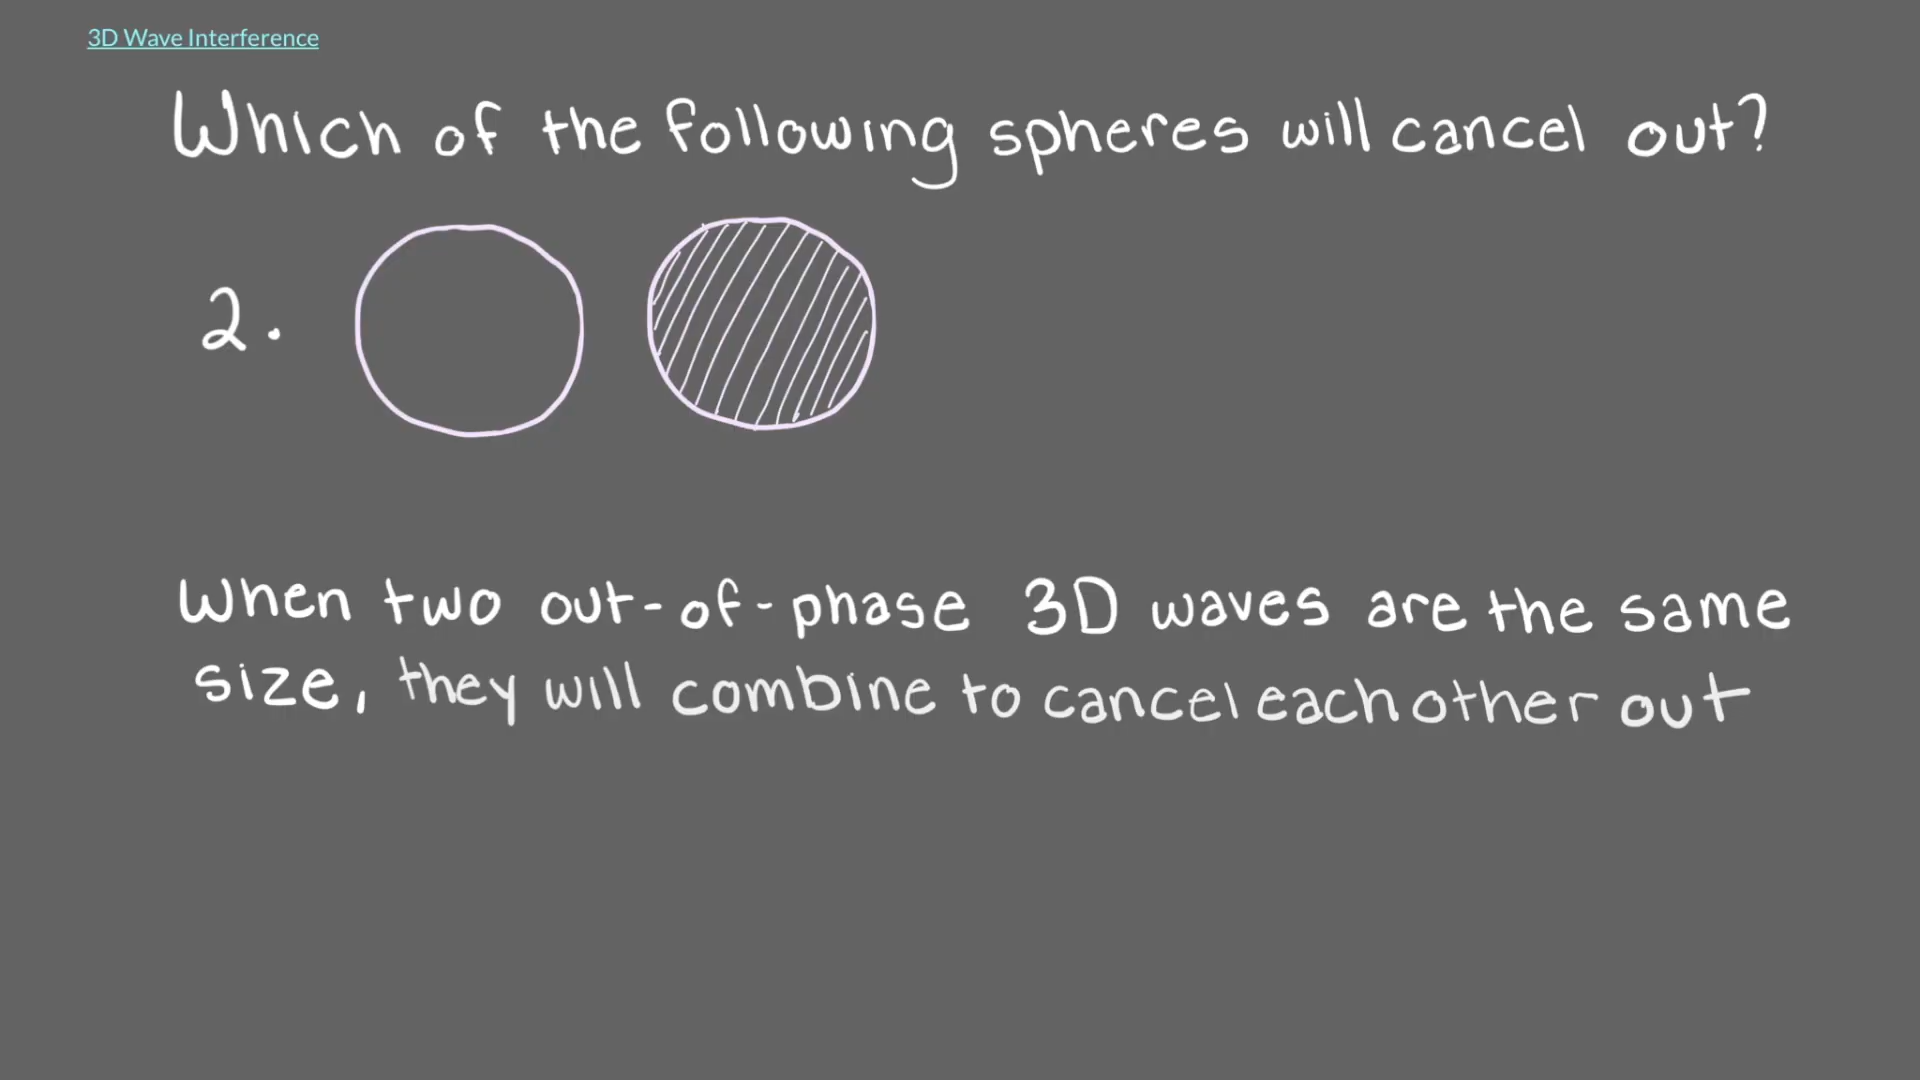 3D Wave Interference
Which of the following spheres will cancel out?
2.
When two out-of-phase 3D waves are the same
size, they will combine to cancel each other out